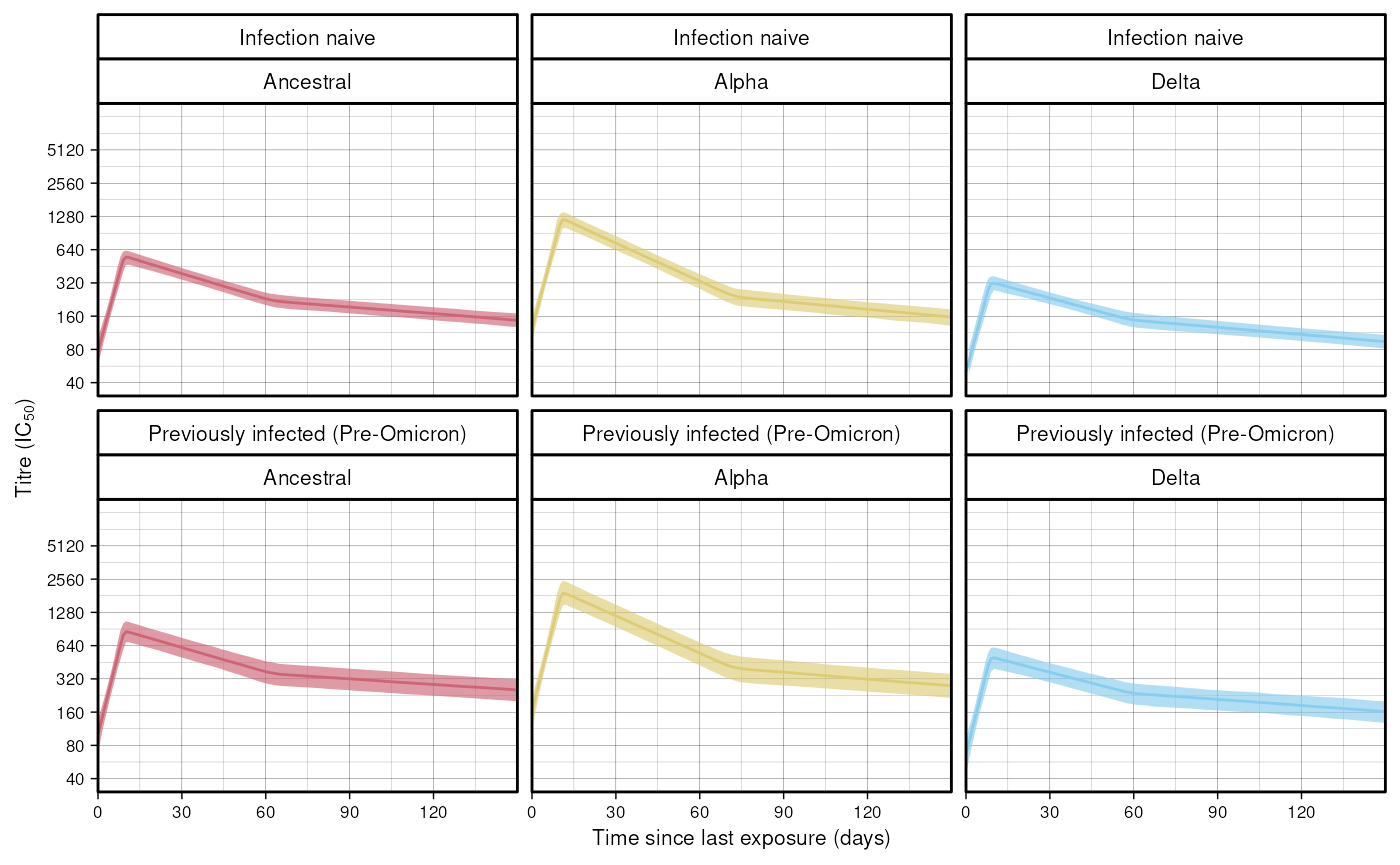 Infection naive
Infection naive
Infection naive
Ancestral
Alpha
Delta
5120
2560
1280
640
320
160
80
40
Titre (IC₅₀)
Previously infected (Pre-Omicron)
Previously infected (Pre-Omicron)
Previously infected (Pre-Omicron)
Ancestral
Alpha
Delta
5120
2560
1280
640
320
160
80
40
0 30 60 90 120
0 30 60 90 120
0 30 60 90 120
Time since last exposure (days)